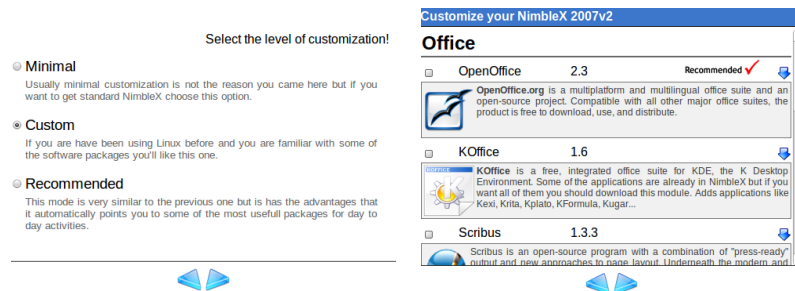 Select the level of customization!
Minimal
Usually minimal customization is not the reason you came here but if you
want to get standard NimbleX choose this option.
Custom
If you are have been using Linux before and you are familiar with some of
the software packages you'll like this one.
Recommended
This mode is very similar to the previous one but is has the advantages that
it automatically points you to some of the most usefull packages for day to
day activities.
Customize your NimbleX 2007v2
Office
OpenOffice 2.3 Recommended
OpenOffice.org is a multiplatform and multilingual office suite and an
open-source project. Compatible with all other major office suites, the
product is free to download, use, and distribute.
KOffice 1.6
KOffice is a free, integrated office suite for KDE, the K Desktop
Environment. Some of the applications are already in NimbleX but if you
want all of them you should download this module. Adds applications like
Kexi, Krita, Kplato, KFormula, Kugar...
Scribus 1.3.3
Scribus is an open-source program with a combination of "press-ready"
output and new approaches to page layout. Underneath the modern and